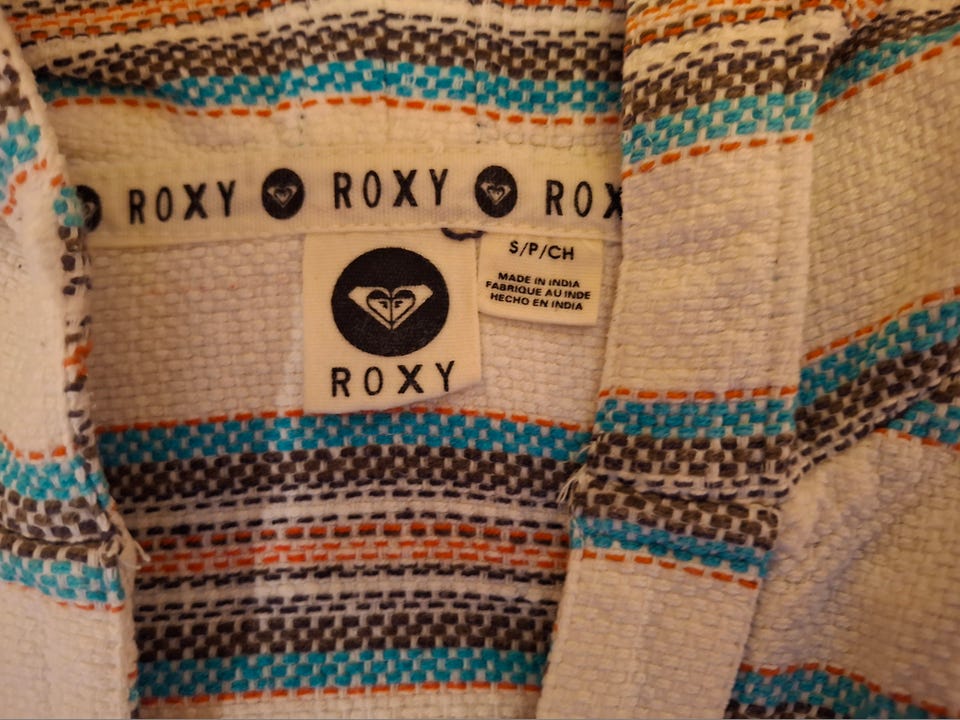 ROXY ROXY ROX
ROXY
S/P/CH
MADE IN INDIA
FABRIQUE AU INDE
HECHO EN INDIA